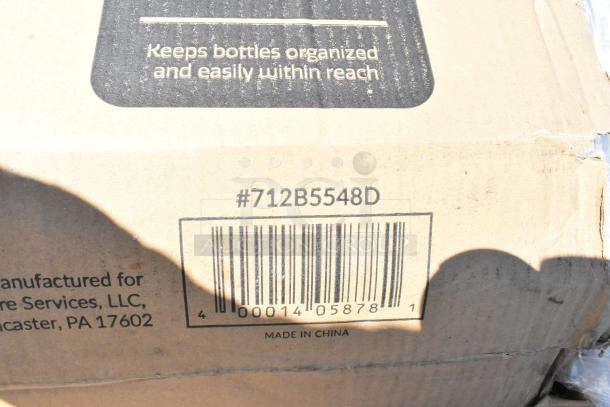 Keeps bottles organized
and easily within reach
#712B5548D
anufactured for
re Services, LLC,
caster, PA 17602
4 00014 05878 1
MADE IN CHINA